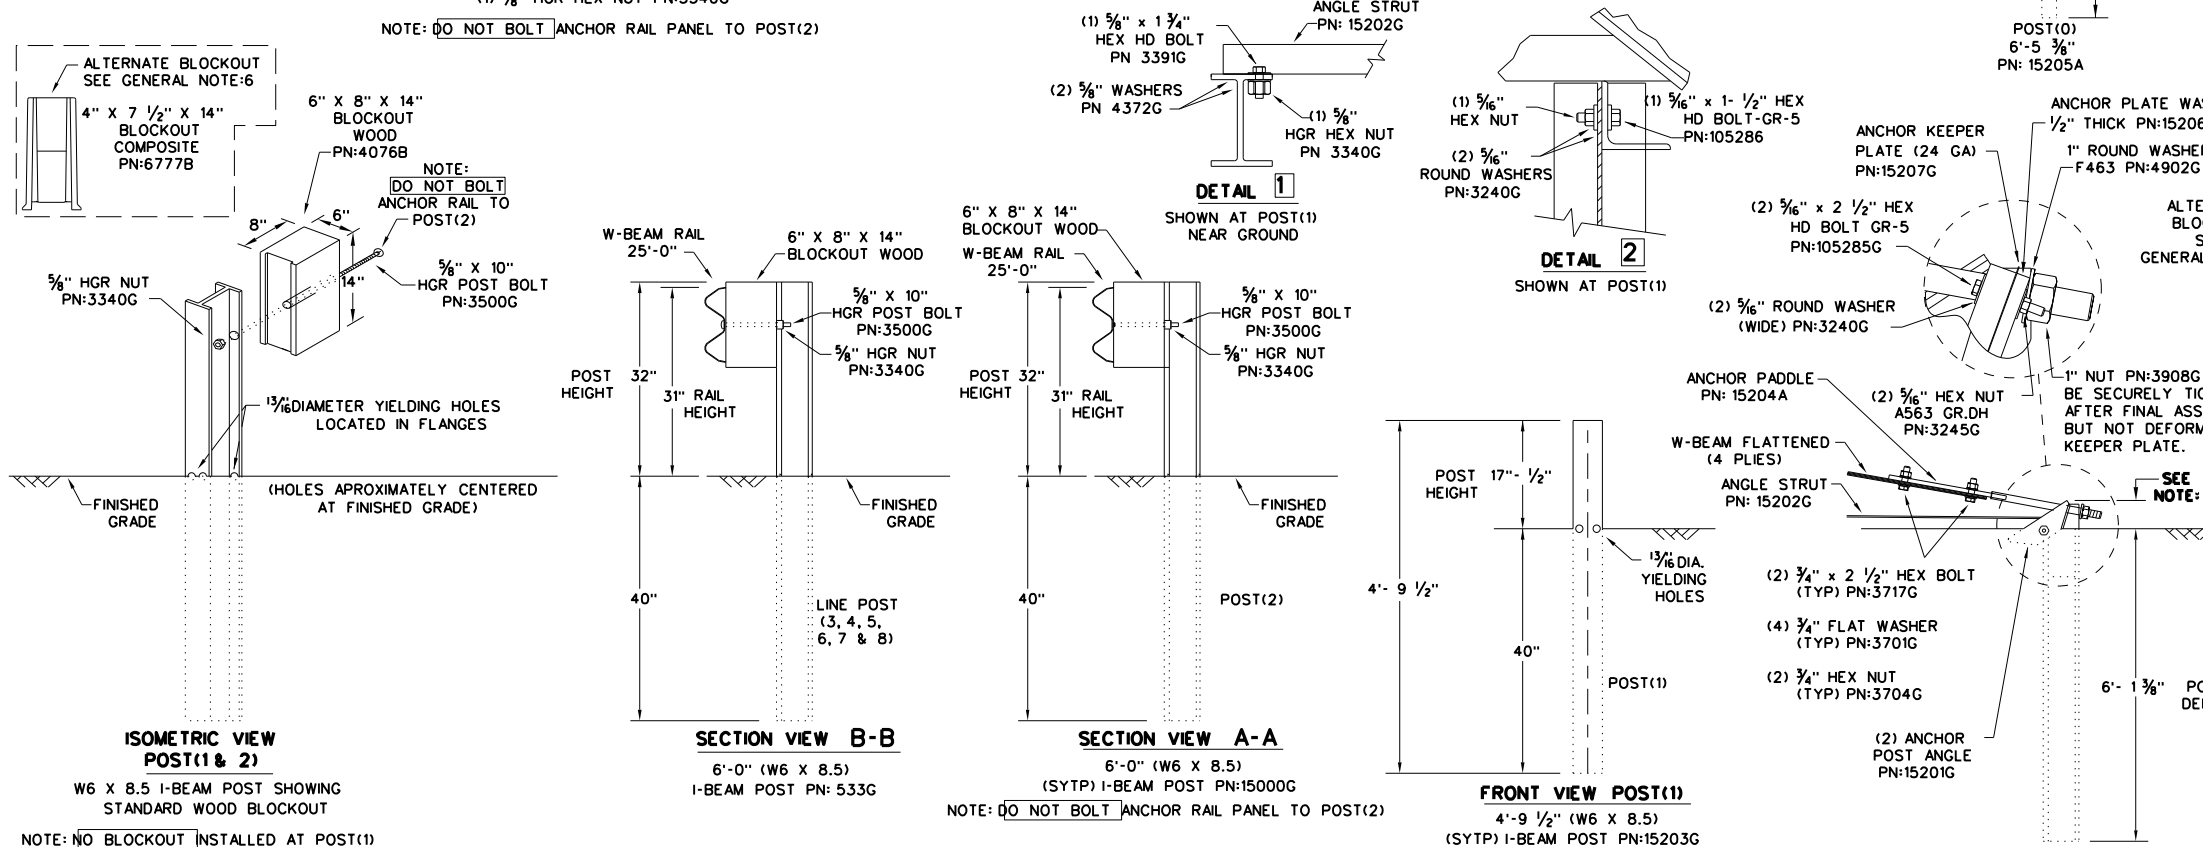 NOTE: DO NOT BOLT ANCHOR RAIL PANEL TO POST(2)
ALTERNATE BLOCKOUT
SEE GENERAL NOTE:6
4" X 7 1/2" X 14"
BLOCKOUT
COMPOSITE
PN:6777B
6" X 8" X 14"
BLOCKOUT
WOOD
PN:4076B
NOTE:
DO NOT BOLT
ANCHOR RAIL TO
POST(2)
8"
6"
14"
5/8" HGR NUT
PN:3340G
5/8" X 10"
HGR POST BOLT
PN:3500G
13/16" DIAMETER YIELDING HOLES
LOCATED IN FLANGES
FINISHED
GRADE
(HOLES APROXIMATELY CENTERED
AT FINISHED GRADE)
ISOMETRIC VIEW
POST(1 & 2)
W6 X 8.5 I-BEAM POST SHOWING
STANDARD WOOD BLOCKOUT
NOTE: NO BLOCKOUT INSTALLED AT POST(1)
W-BEAM RAIL
25'-0"
6" X 8" X 14"
BLOCKOUT WOOD
5/8" X 10"
HGR POST BOLT
PN:3500G
5/8" HGR NUT
PN:3340G
POST
HEIGHT
32"
31" RAIL
HEIGHT
FINISHED
GRADE
40"
LINE POST
(3, 4, 5,
6, 7 & 8)
SECTION VIEW B-B
6'-0" (W6 X 8.5)
I-BEAM POST PN: 533G
6" X 8" X 14"
BLOCKOUT WOOD
W-BEAM RAIL
25'-0"
5/8" X 10"
HGR POST BOLT
PN:3500G
5/8" HGR NUT
PN:3340G
POST
HEIGHT
32"
31" RAIL
HEIGHT
FINISHED
GRADE
40"
POST(2)
SECTION VIEW A-A
6'-0" (W6 X 8.5)
(SYTP) I-BEAM POST PN:15000G
NOTE: DO NOT BOLT ANCHOR RAIL PANEL TO POST(2)
(1) 5/8" x 1 3/4"
HEX HD BOLT
PN 3391G
ANGLE STRUT
PN: 15202G
(2) 5/8" WASHERS
PN 4372G
(1) 5/8"
HGR HEX NUT
PN 3340G
DETAIL 1
SHOWN AT POST(1)
NEAR GROUND
(1) 5/16"
HEX NUT
(1) 5/16" x 1- 1/2" HEX
HD BOLT-GR-5
PN:105286
(2) 5/16"
ROUND WASHERS
PN:3240G
DETAIL 2
SHOWN AT POST(1)
POST
HEIGHT
17"- 1/2"
4'- 9 1/2"
40"
13/16" DIA.
YIELDING
HOLES
POST(1)
FRONT VIEW POST(1)
4'-9 1/2" (W6 X 8.5)
(SYTP) I-BEAM POST PN:15203G
POST(0)
6'-5 3/8"
PN: 15205A
ANCHOR PLATE WA
1/2" THICK PN:15206
ANCHOR KEEPER
PLATE (24 GA)
PN:15207G
1" ROUND WASHER
F463 PN:4902G
(2) 5/16" x 2 1/2" HEX
HD BOLT GR-5
PN:105285G
(2) 5/16" ROUND WASHER
(WIDE) PN:3240G
ALTE
BLOC
S
GENERAL
ANCHOR PADDLE
PN: 15204A
(2) 5/16" HEX NUT
A563 GR.DH
PN:3245G
1" NUT PN:3908G
BE SECURELY TI
AFTER FINAL ASS
BUT NOT DEFORM
KEEPER PLATE.
W-BEAM FLATTENED
(4 PLIES)
ANGLE STRUT
PN: 15202G
SEE
NOTE:
(2) 3/4" x 2 1/2" HEX BOLT
(TYP) PN:3717G
(4) 3/4" FLAT WASHER
(TYP) PN:3701G
(2) 3/4" HEX NUT
(TYP) PN:3704G
(2) ANCHOR
POST ANGLE
PN:15201G
6'- 1 3/8"